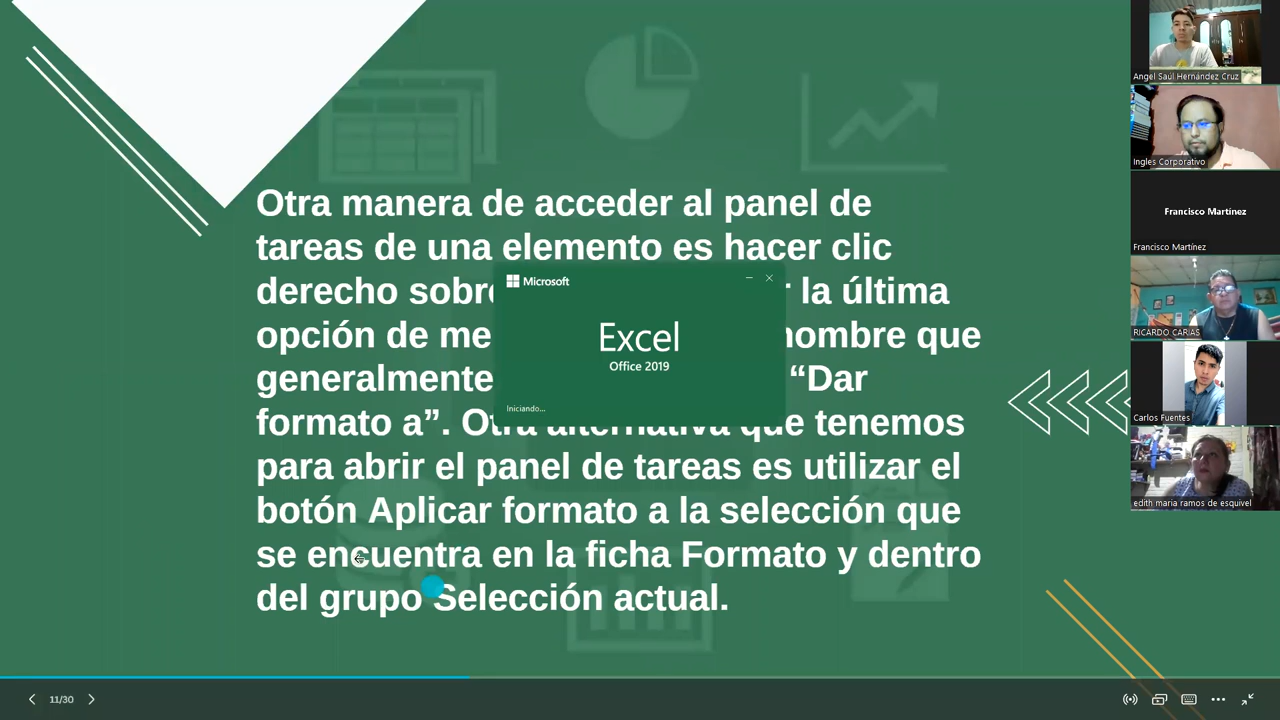 Otra manera de acceder al panel de
tareas de una elemento es hacer clic
derecho sobre la última
opción de me nombre que
generalmente “Dar
formato a”. Otra alternativa que tenemos
para abrir el panel de tareas es utilizar el
botón Aplicar formato a la selección que
se encuentra en la ficha Formato y dentro
del grupo Selección actual.
Microsoft
Excel
Office 2019
Iniciando...
11/30
Angel Saúl Hernández Cruz
Ingles Corporativo
Francisco Martínez
Francisco Martínez
RICARDO CARIAS
Carlos Fuentes
edith maria ramos de esquivel